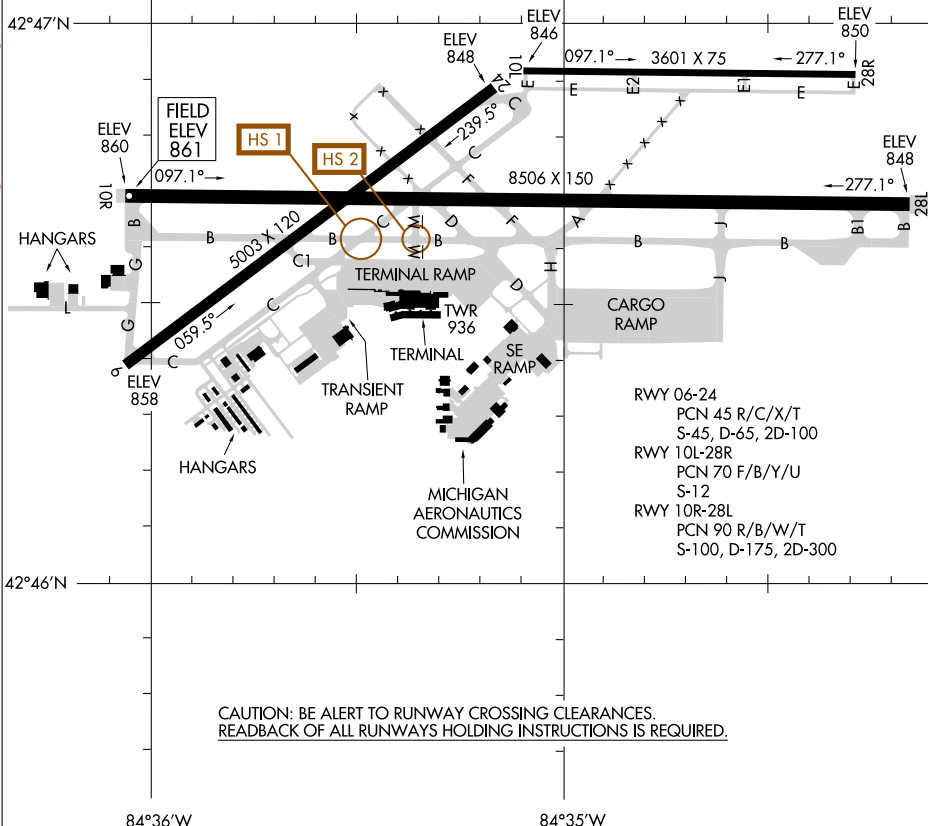 42°47'N
ELEV
846
ELEV
850
ELEV
848
10L
097.1°
3601 X 75
277.1°
28R
24
E
E
E2
E1
E
E
C
FIELD
ELEV
861
ELEV
860
HS 1
HS 2
239.5°
C
F
ELEV
848
10R
097.1°
8506 X 150
277.1°
28L
B
B
5003 X 120
B
C
W
W
B
D
F
A
B
J
B
B1
B
HANGARS
G
C1
TERMINAL RAMP
H
J
D
L
G
059.5°
C
TWR
936
CARGO
RAMP
TERMINAL
SE
RAMP
6
C
ELEV
858
TRANSIENT
RAMP
HANGARS
MICHIGAN
AERONAUTICS
COMMISSION
RWY 06-24
PCN 45 R/C/X/T
S-45, D-65, 2D-100
RWY 10L-28R
PCN 70 F/B/Y/U
S-12
RWY 10R-28L
PCN 90 R/B/W/T
S-100, D-175, 2D-300
42°46'N
CAUTION: BE ALERT TO RUNWAY CROSSING CLEARANCES.
READBACK OF ALL RUNWAYS HOLDING INSTRUCTIONS IS REQUIRED.
84°36'W
84°35'W